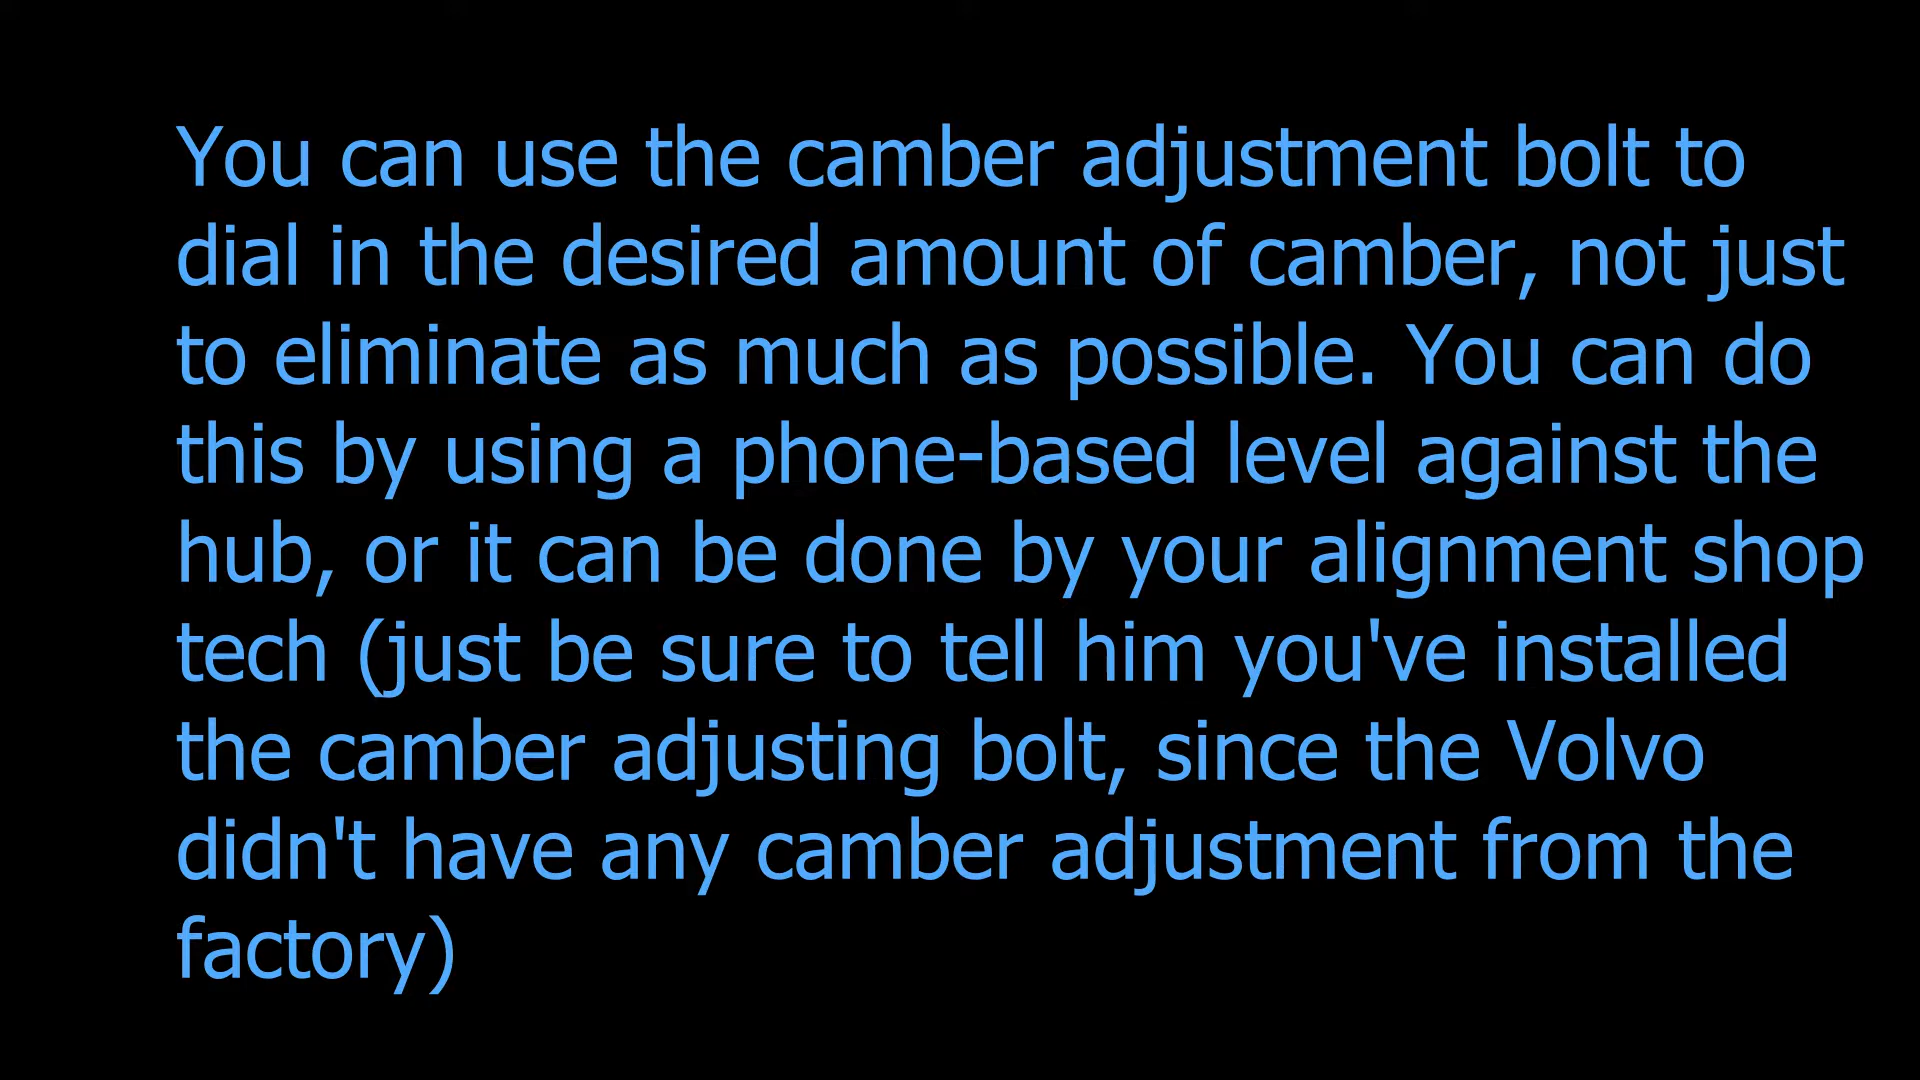 You can use the camber adjustment bolt to
dial in the desired amount of camber, not just
to eliminate as much as possible. You can do
this by using a phone-based level against the
hub, or it can be done by your alignment shop
tech (just be sure to tell him you've installed
the camber adjusting bolt, since the Volvo
didn't have any camber adjustment from the
factory)